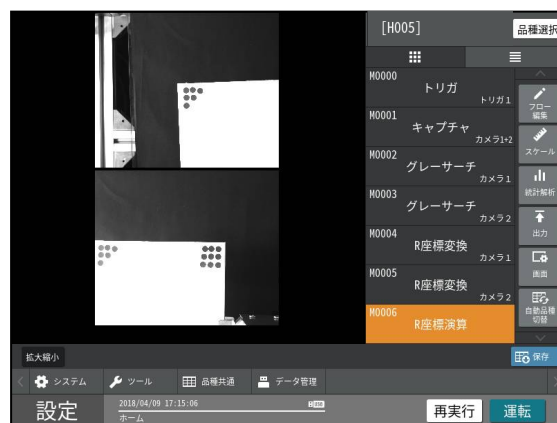 [H005]
品種選択
M0000
トリガ
トリガ1
M0001
キャプチャ
カメラ1+2
M0002
グレーサーチ
カメラ1
M0003
グレーサーチ
カメラ2
M0004
R座標変換
カメラ1
M0005
R座標変換
カメラ2
M0006
R座標演算
フロー
編集
スケール
統計解析
出力
画面
自動品種
切替
拡大縮小
保存
システム
ツール
品種共通
データ管理
設定
2018/04/09 17:15:06
ホーム
再実行
運転